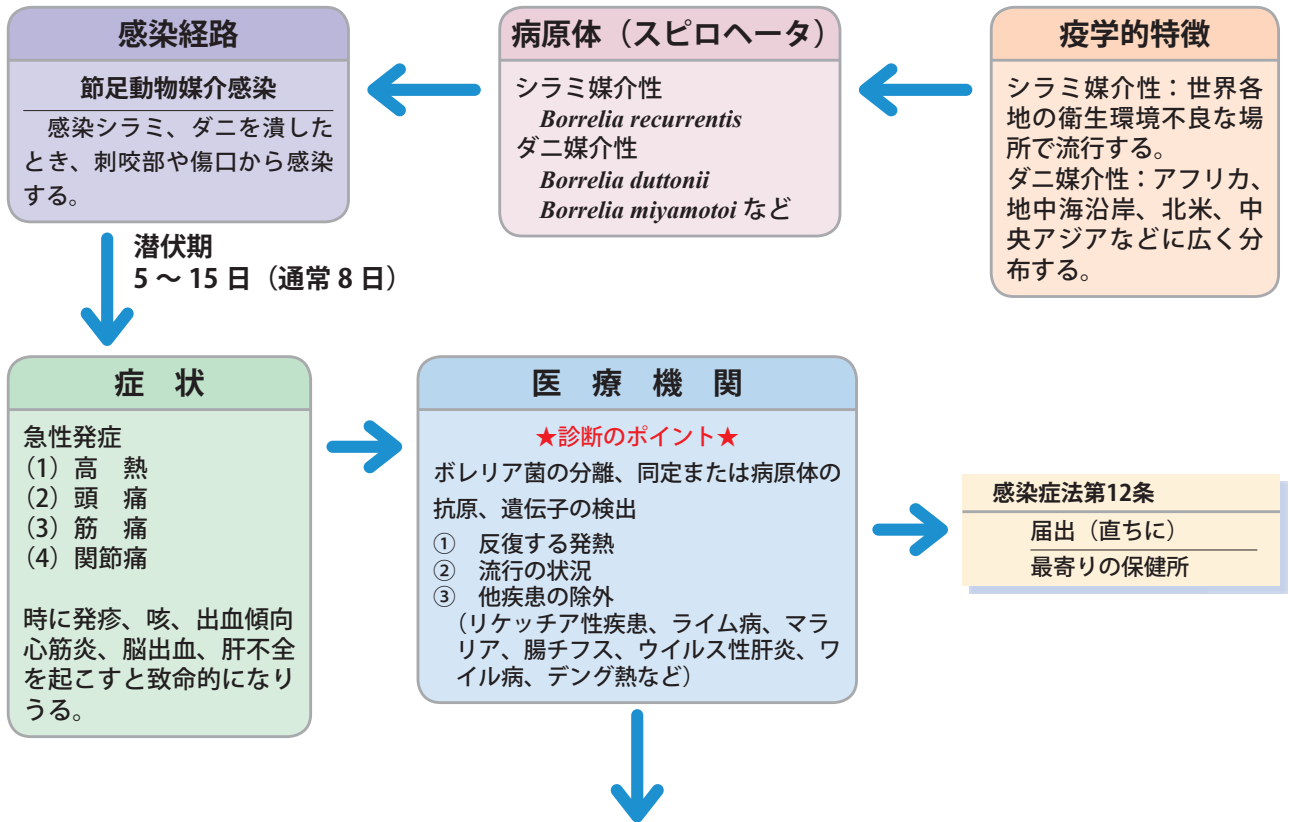 感染経路
節足動物媒介感染
感染シラミ、ダニを潰した
とき、刺咬部や傷口から感染
する。
病原体（スピロヘータ）
シラミ媒介性
Borrelia recurrentis
ダニ媒介性
Borrelia duttonii
Borrelia miyamotoi など
疫学的特徴
シラミ媒介性：世界各
地の衛生環境不良な場
所で流行する。
ダニ媒介性：アフリカ、
地中海沿岸、北米、中
央アジアなどに広く分
布する。
潜伏期
5 ～ 15 日（通常 8 日）
症　状
急性発症
（1）高　熱
（2）頭　痛
（3）筋　痛
（4）関節痛
時に発疹、咳、出血傾向
心筋炎、脳出血、肝不全
を起こすと致命的になり
うる。
医　療　機　関
★診断のポイント★
ボレリア菌の分離、同定または病原体の
抗原、遺伝子の検出
①　反復する発熱
②　流行の状況
③　他疾患の除外
（リケッチア性疾患、ライム病、マラ
リア、腸チフス、ウイルス性肝炎、ワ
イル病、デング熱など）
感染症法第12条
届出（直ちに）
最寄りの保健所